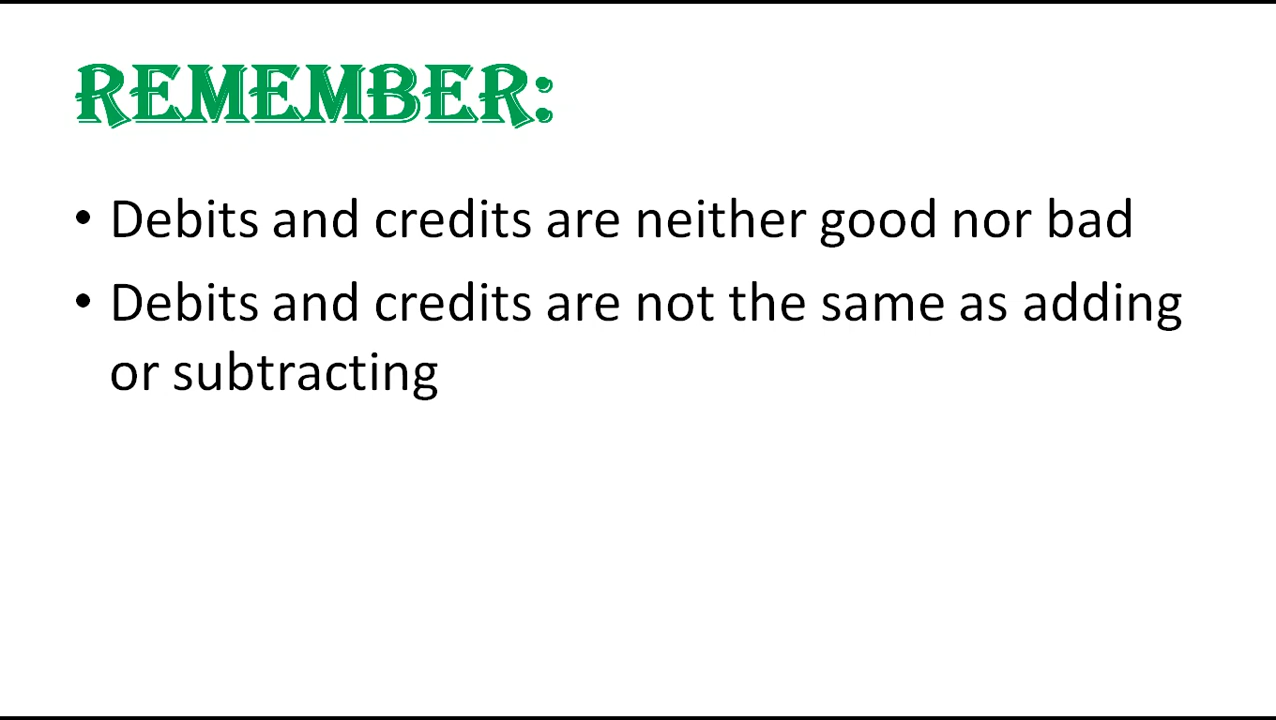 REMEMBER:
• Debits and credits are neither good nor bad
• Debits and credits are not the same as adding
or subtracting